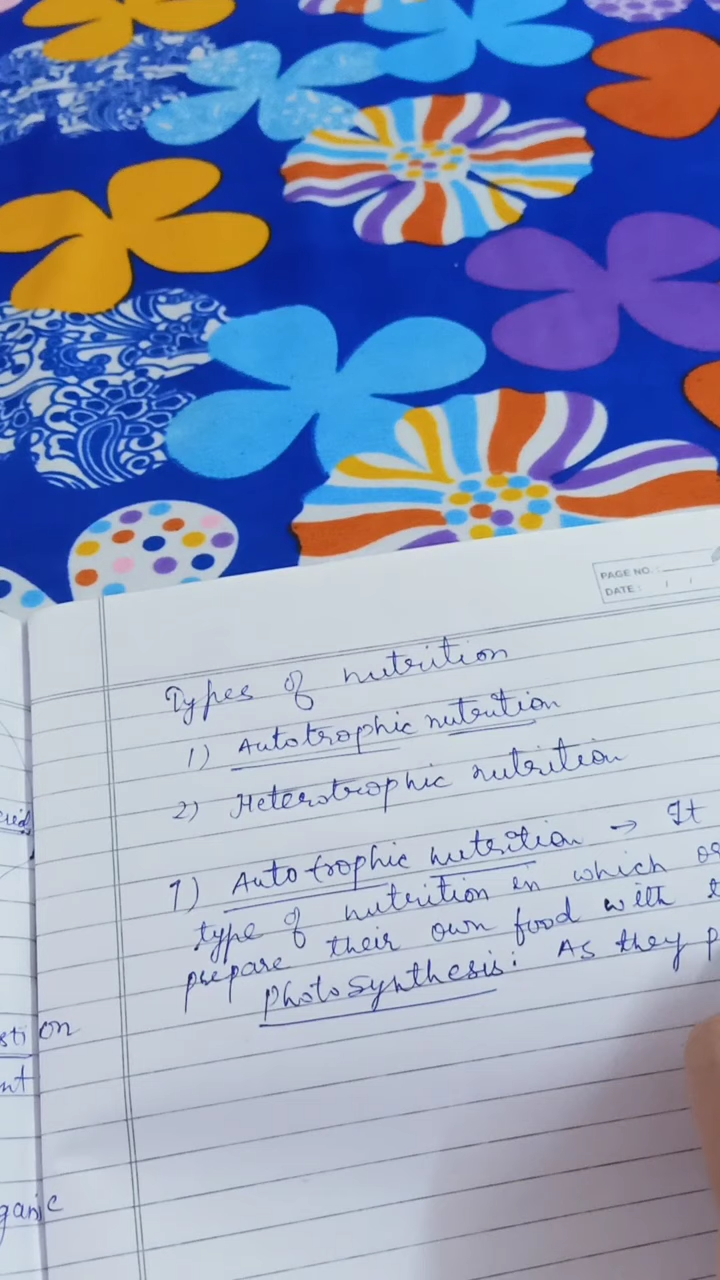 PAGE NO.:
DATE: / /
Types of nutrition
1) Autotrophic nutrition
2) Heterotrophic nutrition
1) Autotrophic nutrition → It
type of nutrition in which
prepare their own food with
photosynthesis: As they
ganic